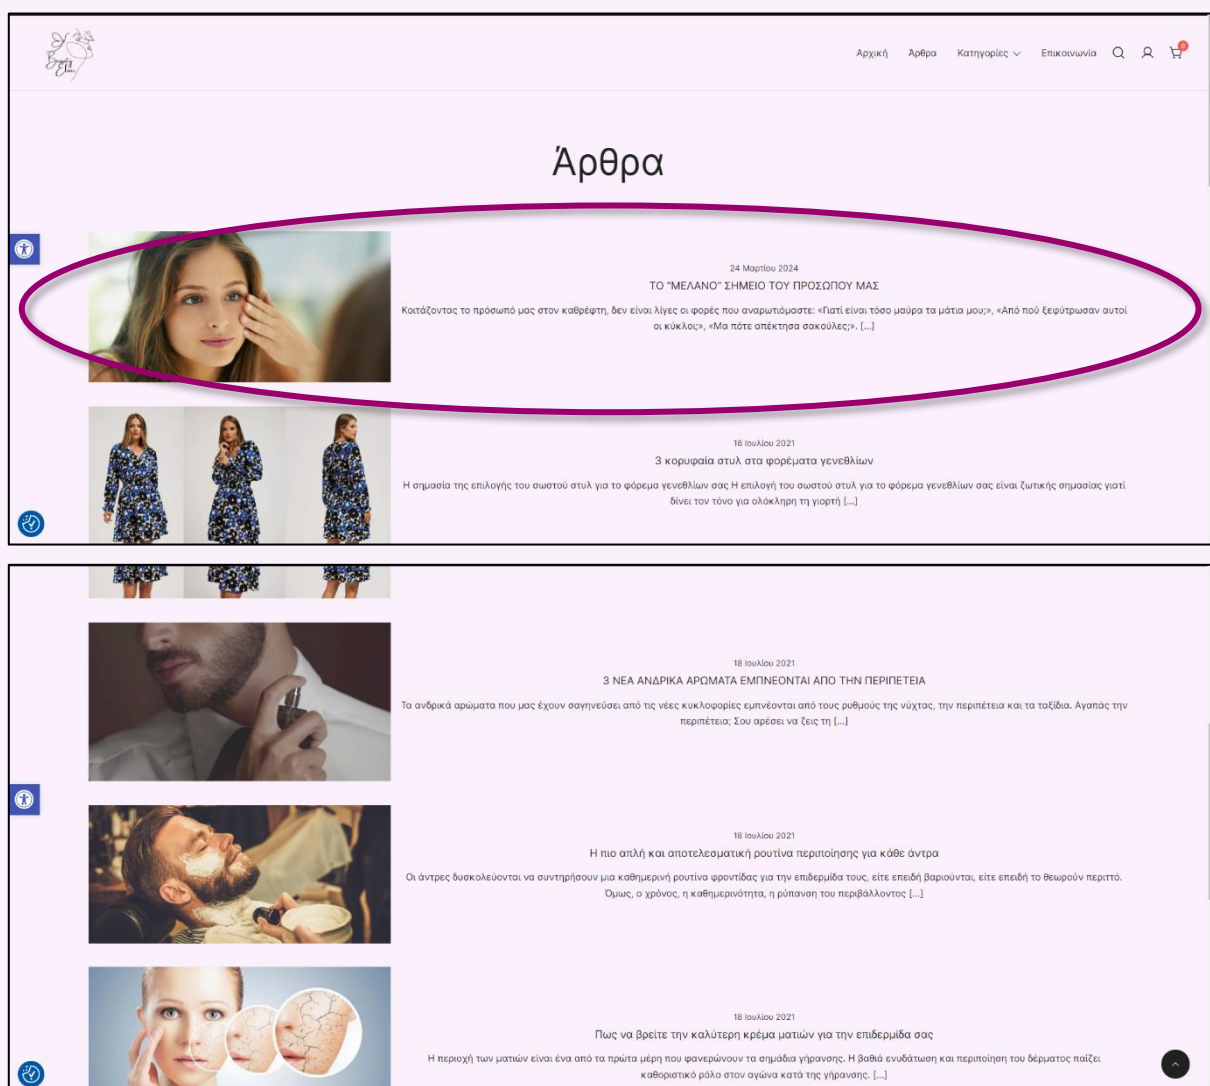 Beauty
Αρχική Άρθρα Κατηγορίες Επικοινωνία 0
Άρθρα
24 Μαρτίου 2024
ΤΟ “ΜΕΛΑΝΟ” ΣΗΜΕΙΟ ΤΟΥ ΠΡΟΣΩΠΟΥ ΜΑΣ
Κοιτάζοντας το πρόσωπό μας στον καθρέφτη, δεν είναι λίγες οι φορές που αναρωτιόμαστε: «Γιατί είναι τόσο μαύρα τα μάτια μου;», «Από πού ξεφύτρωσαν αυτοί
οι κύκλοι;», «Μα πότε απέκτησα σακούλες;». [...]
18 Ιουλίου 2021
3 κορυφαία στυλ στα φορέματα γενεθλίων
Η σημασία της επιλογής του σωστού στυλ για το φόρεμα γενεθλίων σας Η επιλογή του σωστού στυλ για το φόρεμα γενεθλίων σας είναι ζωτικής σημασίας γιατί
δίνει τον τόνο για ολόκληρη τη γιορτή [...]
18 Ιουλίου 2021
3 ΝΕΑ ΑΝΔΡΙΚΑ ΑΡΩΜΑΤΑ ΕΜΠΝΕΟΝΤΑΙ ΑΠΟ ΤΗΝ ΠΕΡΙΠΕΤΕΙΑ
Τα ανδρικά αρώματα που μας έχουν σαγηνεύσει από τις νέες κυκλοφορίες εμπνέονται από τους ρυθμούς της νύχτας, την περιπέτεια και τα ταξίδια. Αγαπάς την
περιπέτεια; Σου αρέσει να ζεις τη [...]
18 Ιουλίου 2021
Η πιο απλή και αποτελεσματική ρουτίνα περιποίησης για κάθε άντρα
Οι άντρες δυσκολεύονται να συντηρήσουν μια καθημερινή ρουτίνα φροντίδας για την επιδερμίδα τους, είτε επειδή βαριούνται, είτε επειδή το θεωρούν περιττό.
Όμως, ο χρόνος, η καθημερινότητα, η ρύπανση του περιβάλλοντος [...]
18 Ιουλίου 2021
Πως να βρείτε την καλύτερη κρέμα ματιών για την επιδερμίδα σας
Η περιοχή των ματιών είναι ένα από τα πρώτα μέρη που φανερώνουν τα σημάδια γήρανσης. Η βαθιά ενυδάτωση και περιποίηση του δέρματος παίζει
καθοριστικό ρόλο στον αγώνα κατά της γήρανσης. [...]